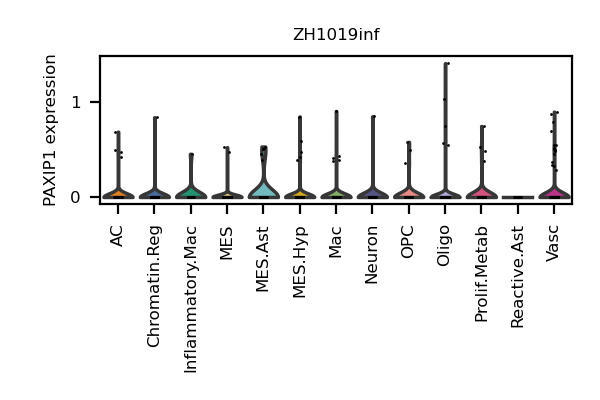 ZH1019inf
PAXIP1 expression
1
0
AC
Chromatin.Reg
Inflammatory.Mac
MES
MES.Ast
MES.Hyp
Mac
Neuron
OPC
Oligo
Prolif.Metab
Reactive.Ast
Vasc